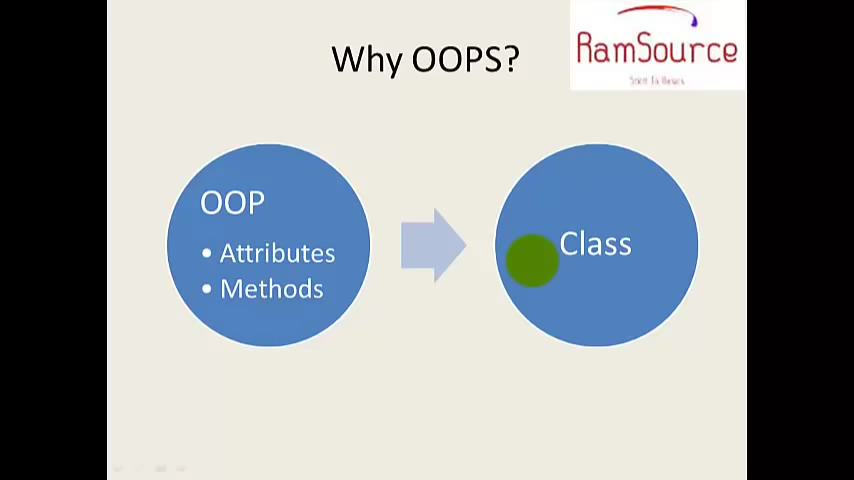 Why OOPS?
RamSource
OOP
• Attributes
• Methods
Class